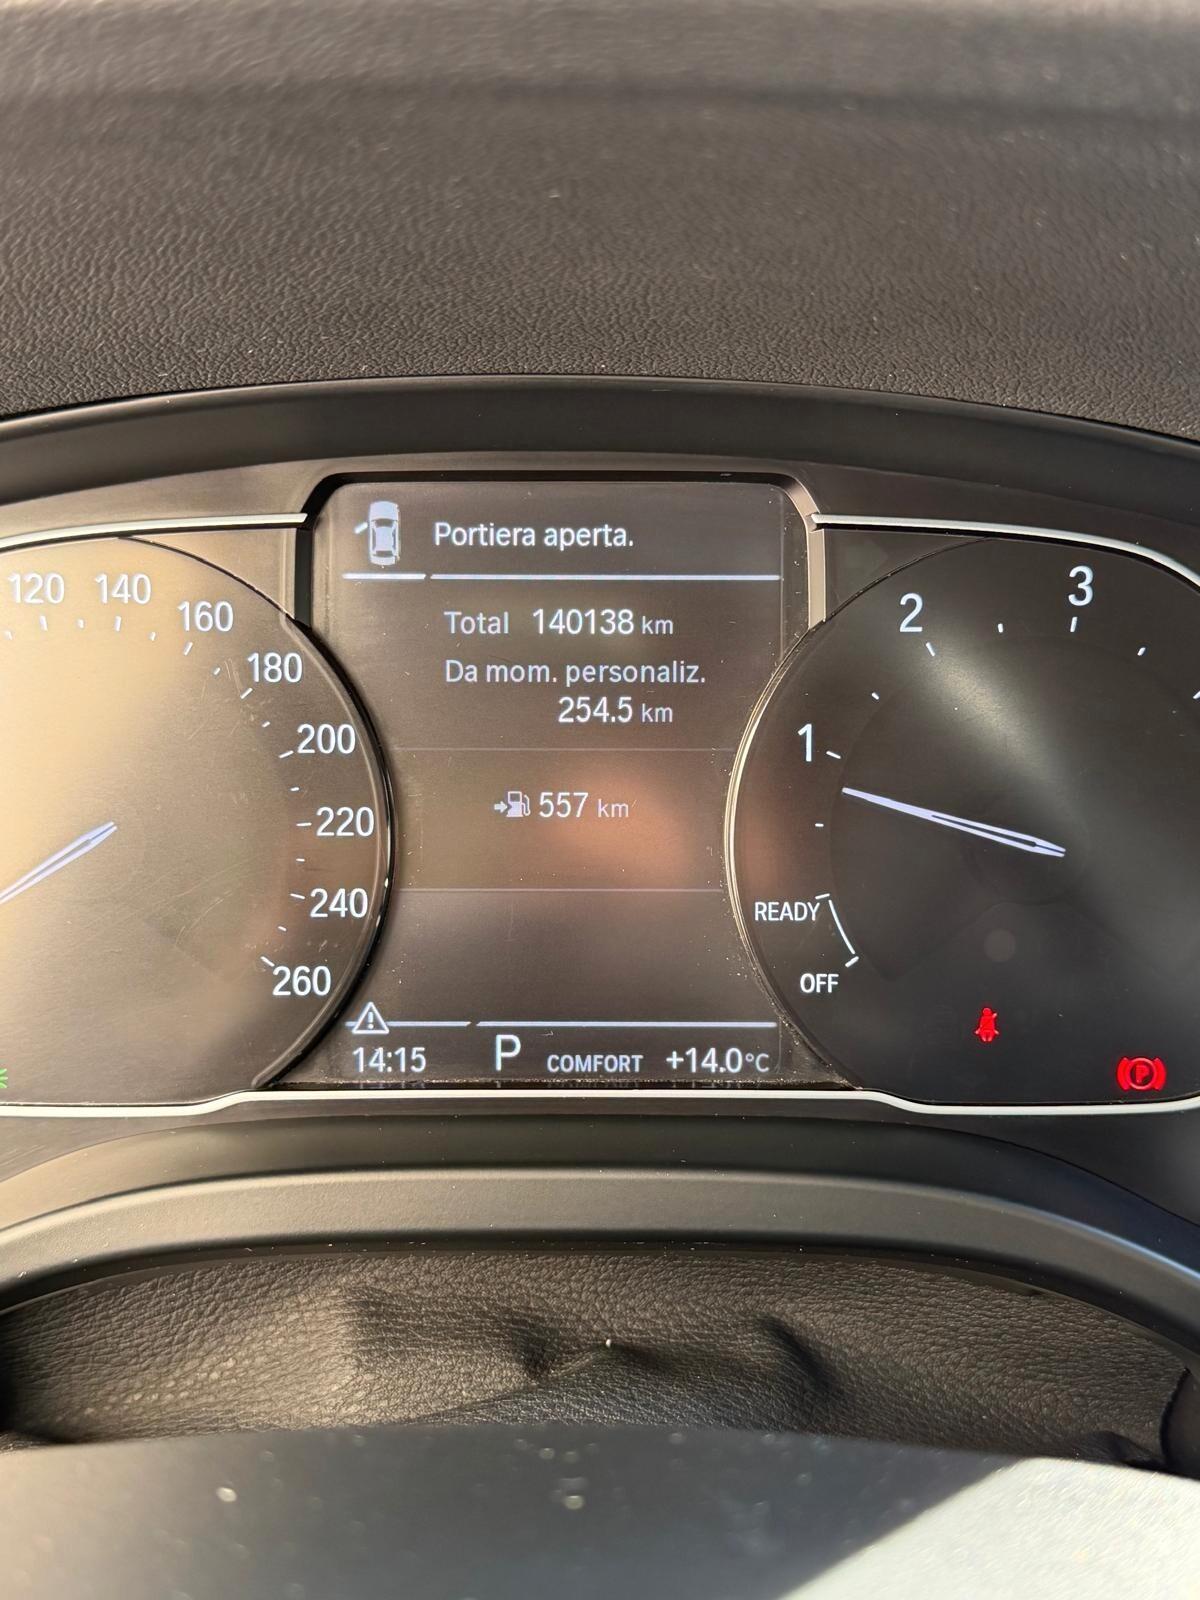 Portiera aperta.
Total 140138 km
Da mom. personaliz.
254.5 km
557 km
120 140 160 180 200 220 240 260
1 2 3
READY
OFF
14:15 P COMFORT +14.0°C
P